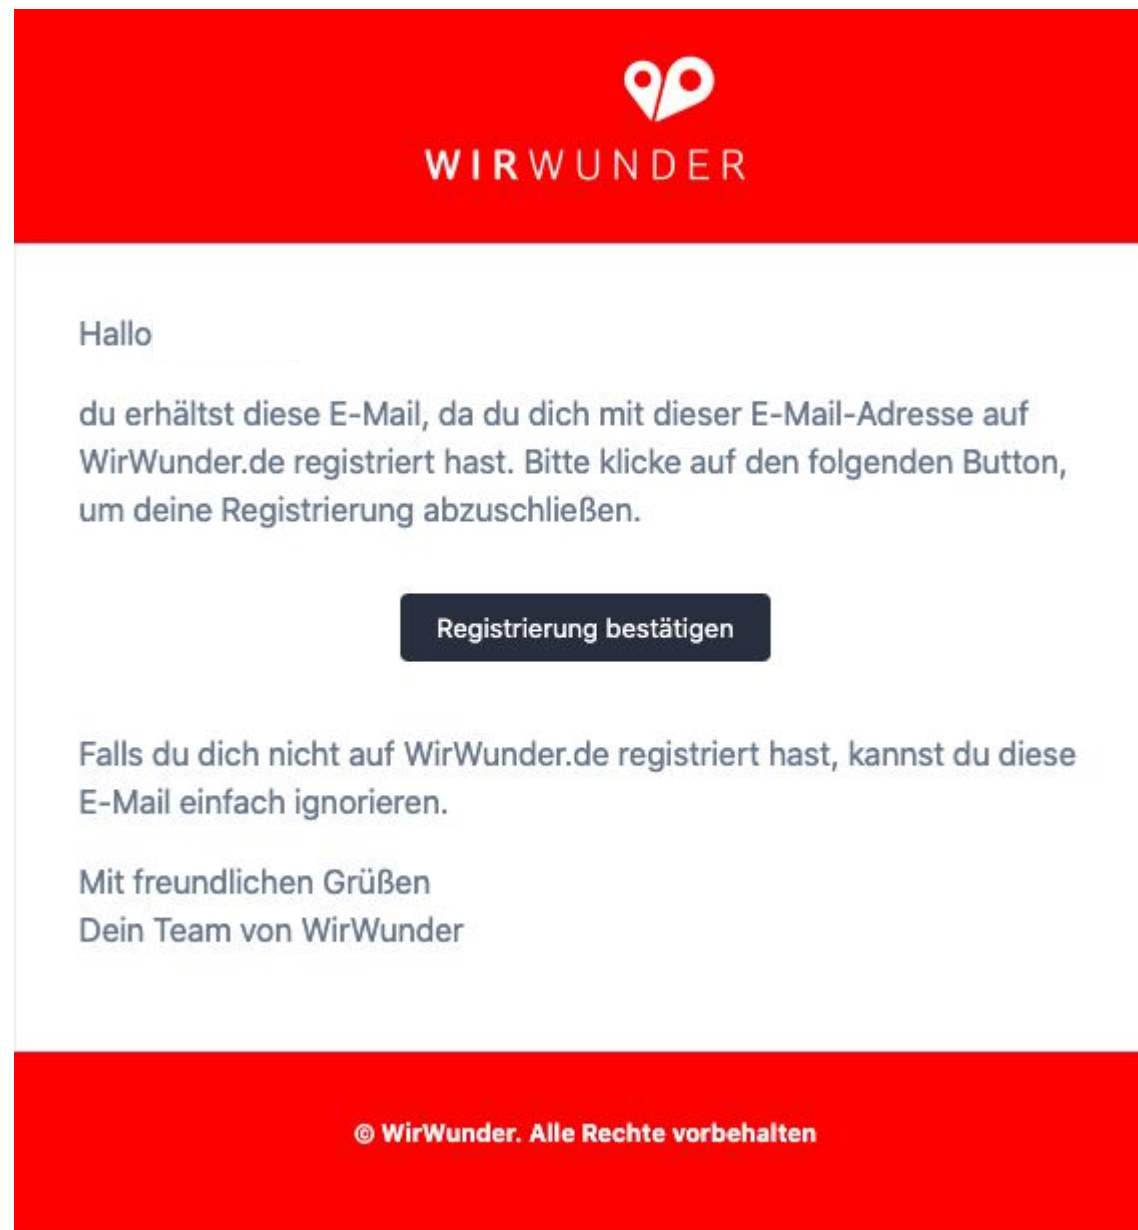 WIRWUNDER
Hallo
du erhältst diese E-Mail, da du dich mit dieser E-Mail-Adresse auf
WirWunder.de registriert hast. Bitte klicke auf den folgenden Button,
um deine Registrierung abzuschließen.
Registrierung bestätigen
Falls du dich nicht auf WirWunder.de registriert hast, kannst du diese
E-Mail einfach ignorieren.
Mit freundlichen Grüßen
Dein Team von WirWunder
© WirWunder. Alle Rechte vorbehalten